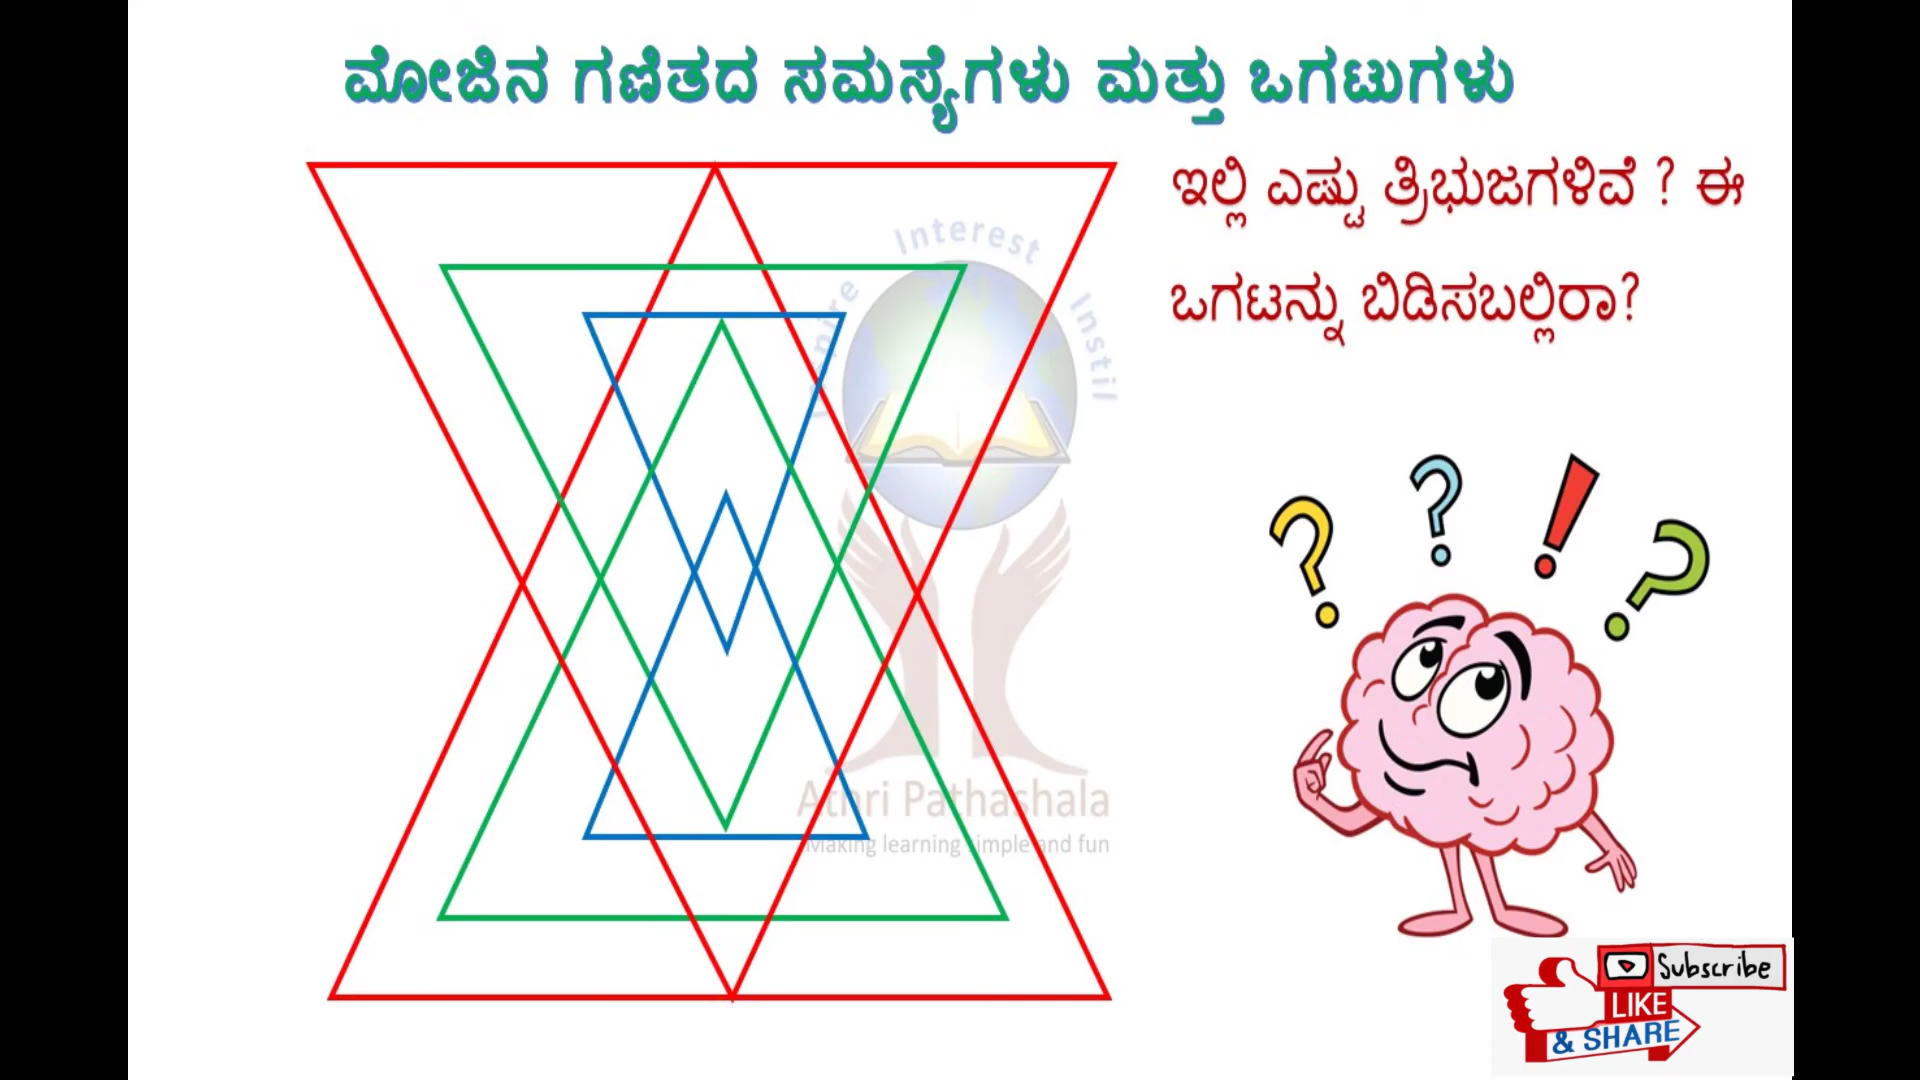 ಮೋಜಿನ ಗಣಿತದ ಸಮಸ್ಯೆಗಳು ಮತ್ತು ಒಗಟುಗಳು
ಇಲ್ಲಿ ಎಷ್ಟು ತ್ರಿಭುಜಗಳಿವೆ ? ಈ
ಒಗಟನ್ನು ಬಿಡಿಸಬಲ್ಲಿರಾ?
Interest
Instil
Athri Pathashala
Making learning simple and fun
Subscribe
LIKE
& SHARE